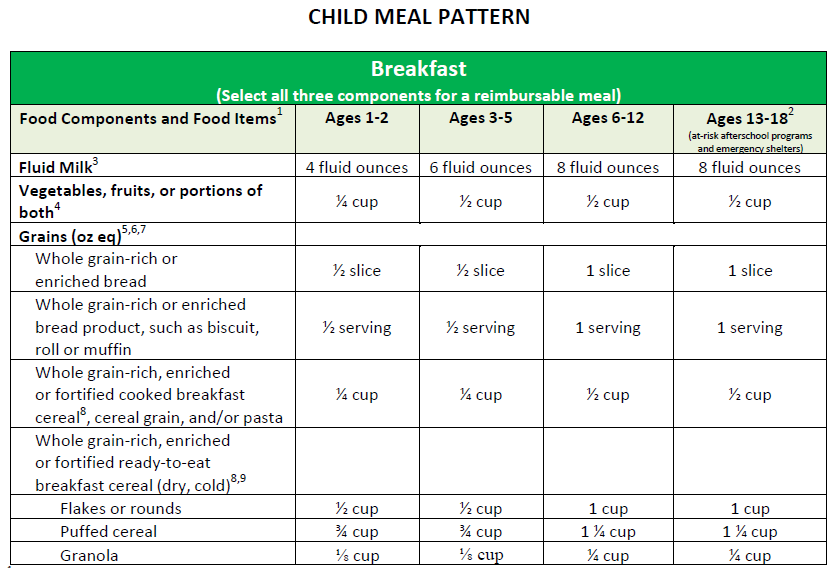 CHILD MEAL PATTERN
Breakfast
(Select all three components for a reimbursable meal)
Food Components and Food Items1 Ages 1-2 Ages 3-5 Ages 6-12 Ages 13-182
(at-risk afterschool programs
and emergency shelters)
Fluid Milk3 4 fluid ounces 6 fluid ounces 8 fluid ounces 8 fluid ounces
Vegetables, fruits, or portions of
both4 ¼ cup ½ cup ½ cup ½ cup
Grains (oz eq)5,6,7
Whole grain-rich or
enriched bread ½ slice ½ slice 1 slice 1 slice
Whole grain-rich or enriched
bread product, such as biscuit, ½ serving ½ serving 1 serving 1 serving
roll or muffin
Whole grain-rich, enriched
or fortified cooked breakfast ¼ cup ¼ cup ½ cup ½ cup
cereal8, cereal grain, and/or pasta
Whole grain-rich, enriched
or fortified ready-to-eat
breakfast cereal (dry, cold)8,9
Flakes or rounds ½ cup ½ cup 1 cup 1 cup
Puffed cereal ¾ cup ¾ cup 1 ¼ cup 1 ¼ cup
Granola ⅛ cup ⅛ cup ¼ cup ¼ cup